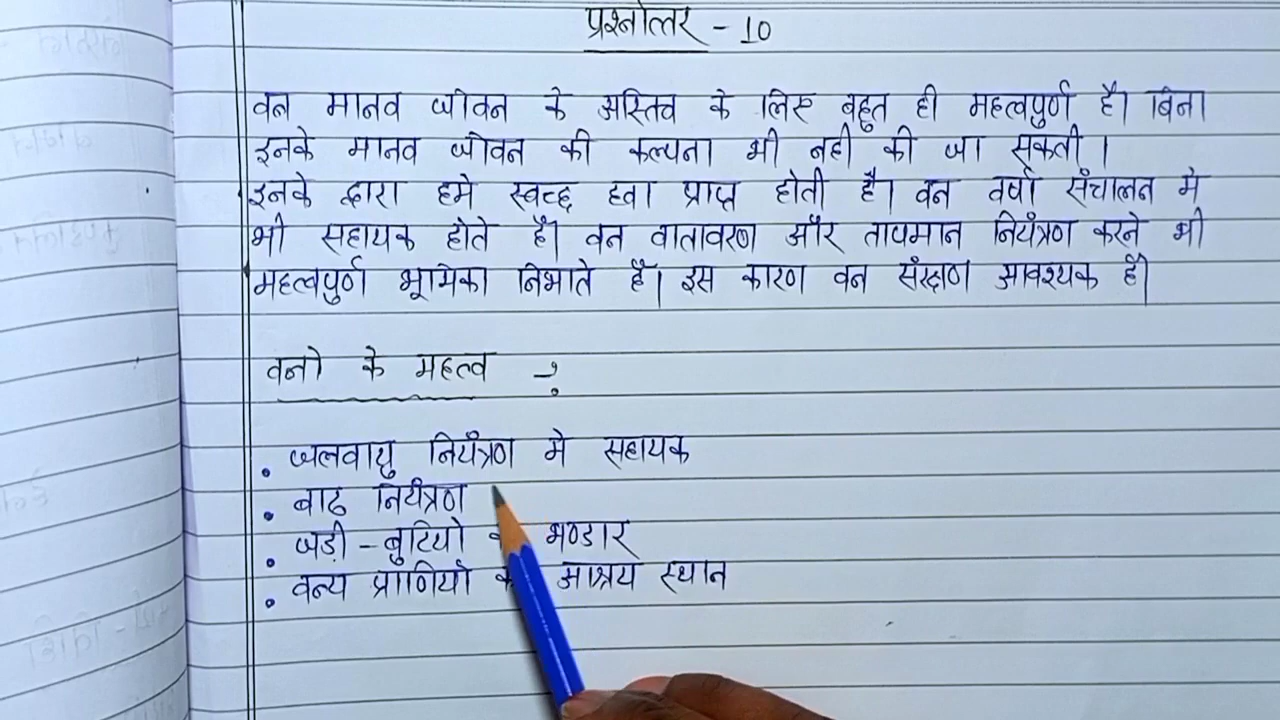 प्रश्नोत्तर - 10
वन मानव जीवन के अस्तित्व के लिए बहुत ही महत्वपुर्ण है। बिना
इनके मानव जीवन की कल्पना भी नही की जा सकती।
इनके द्वारा हमे स्वच्छ हवा प्राप्त होती है। वन वर्षा संचालन मे
भी सहायक होते है। वन वातावरण और तापमान नियंत्रण करने भी
महत्वपुर्ण भूमिका निभाते है। इस कारण वन संरक्षण आवश्यक है।
वनो के महत्व -:
. जलवायु नियंत्रण मे सहायक
. बाढ नियंत्रण
. जड़ी - बुटियो भण्डार
. वन्य प्राणियो आश्रय स्थान